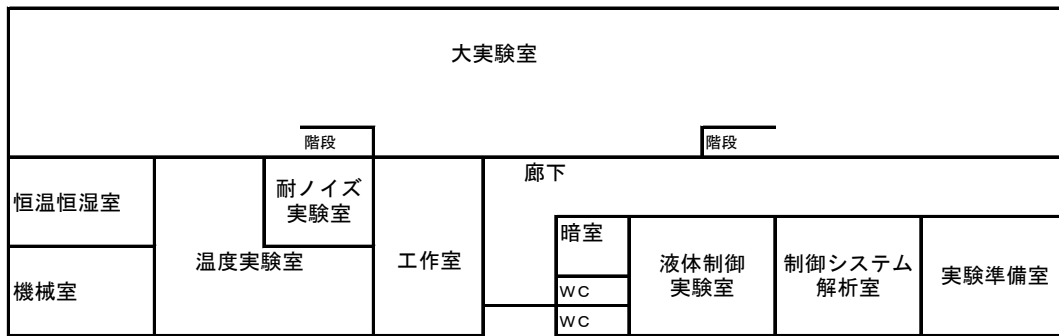 大実験室
階段
階段
廊下
恒温恒湿室
耐ノイズ
実験室
温度実験室
工作室
暗室
液体制御
実験室
制御システム
解析室
実験準備室
機械室
WC
WC